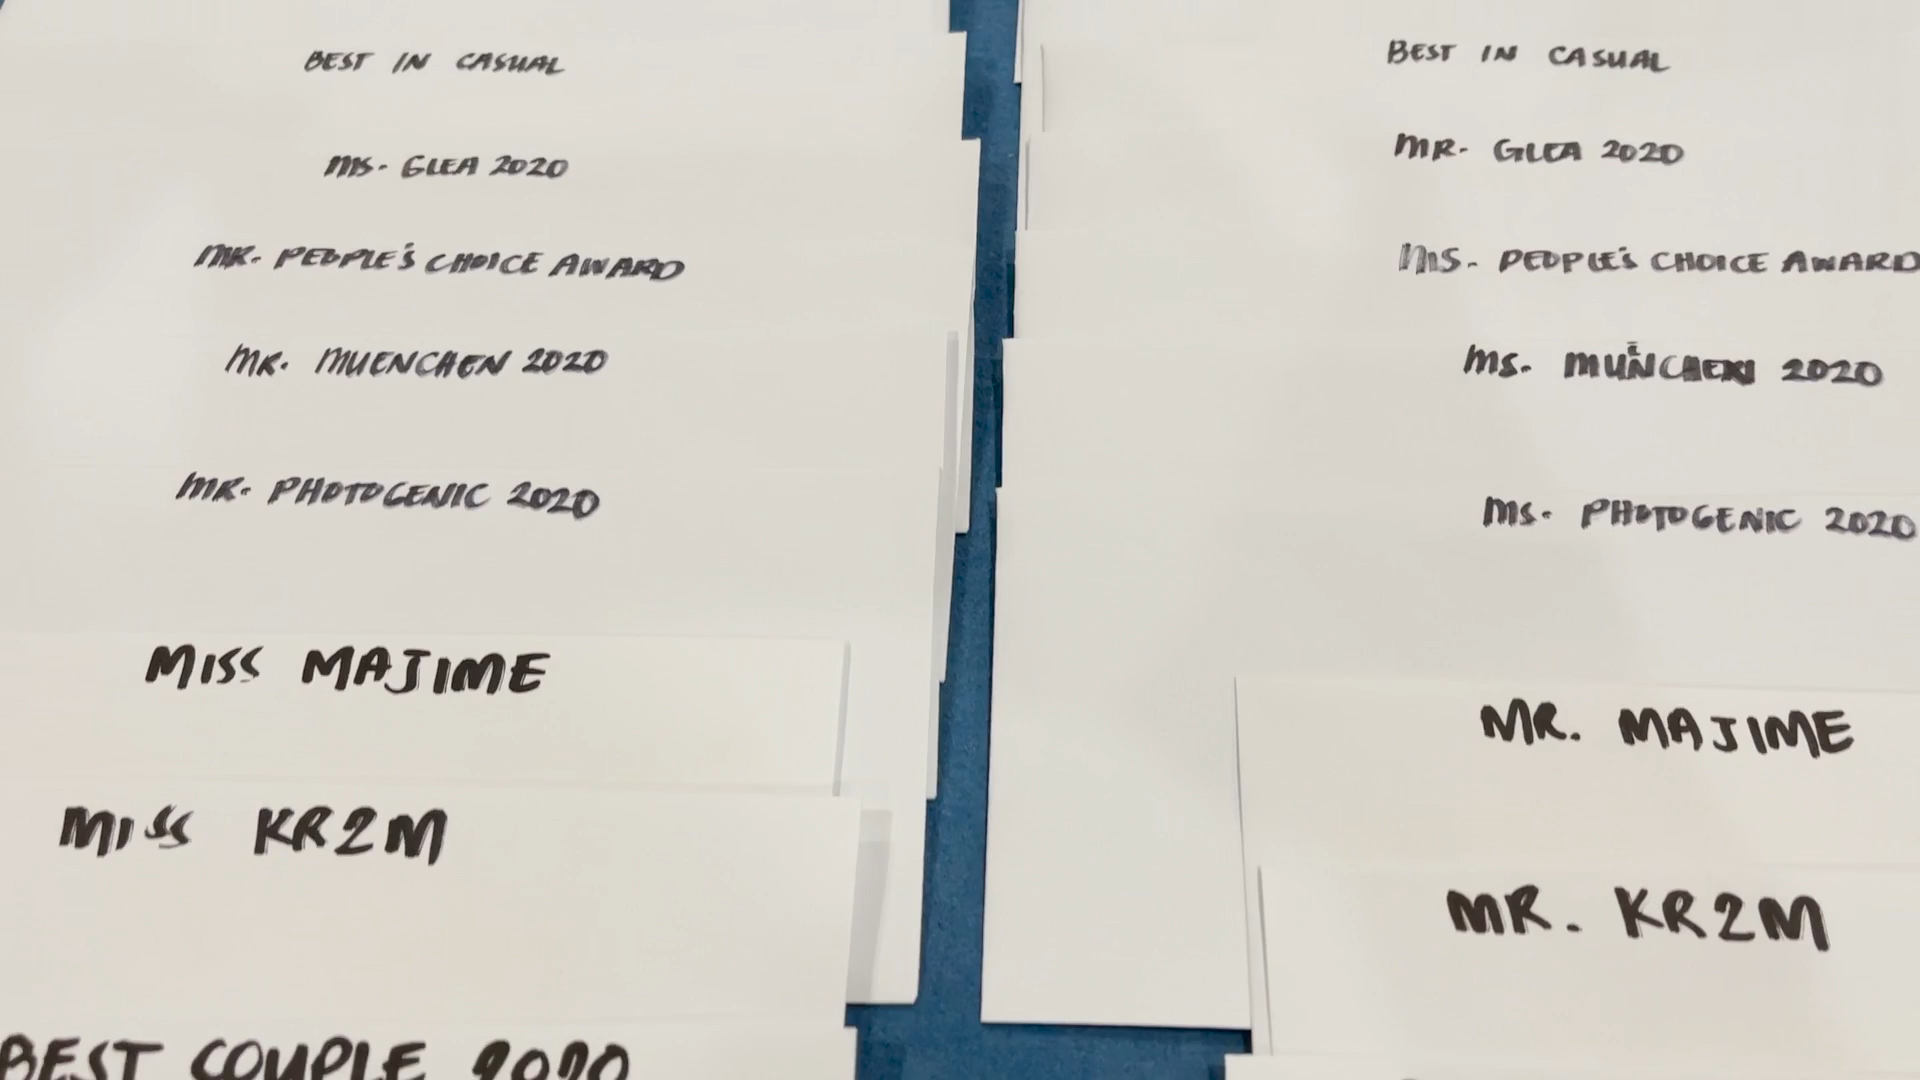 BEST IN CASUAL
MS. GLEA 2020
MR. PEOPLE'S CHOICE AWARD
MR. MUENCHEN 2020
MR. PHOTOGENIC 2020
MISS MAJIME
MISS KR2M
BEST COUPLE 2020
BEST IN CASUAL
MR. GLEA 2020
MS. PEOPLE'S CHOICE AWARD
MS. MUNCHEN 2020
MS. PHOTOGENIC 2020
MR. MAJIME
MR. KR2M